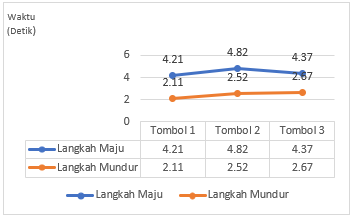 Waktu
(Detik)
6
4
2
0
4.21
4.82
4.37
2.11
2.52
2.67
Tombol 1 Tombol 2 Tombol 3
Langkah Maju 4.21 4.82 4.37
Langkah Mundur 2.11 2.52 2.67
Langkah Maju Langkah Mundur